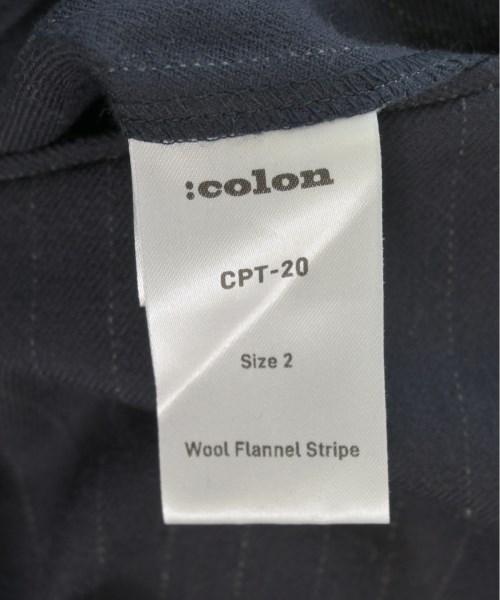 :colon
CPT-20
Size 2
Wool Flannel Stripe